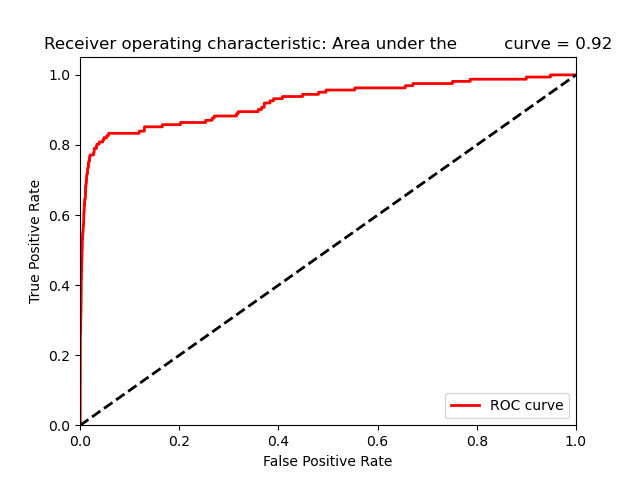 Receiver operating characteristic: Area under the         curve = 0.92
1.0
0.8
0.6
0.4
0.2
0.0
True Positive Rate
ROC curve
0.0 0.2 0.4 0.6 0.8 1.0
False Positive Rate